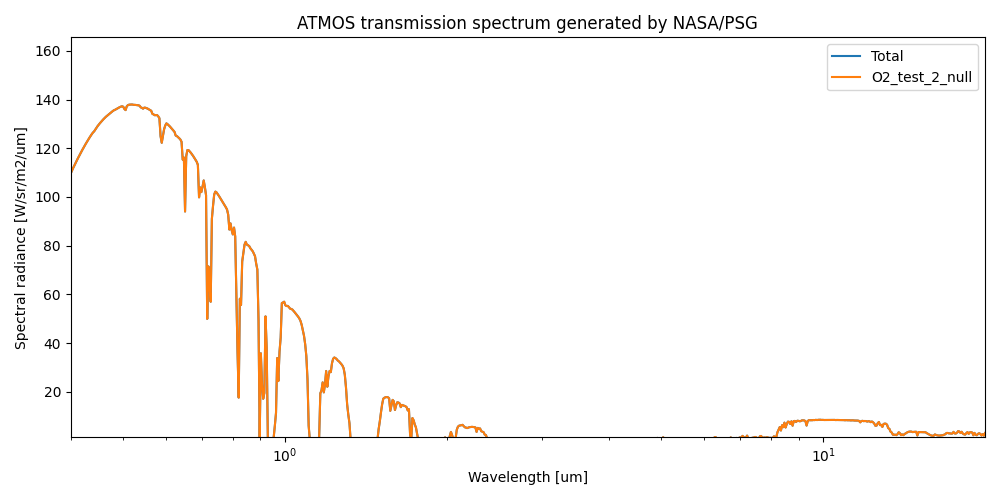 ATMOS transmission spectrum generated by NASA/PSG
Total
O2_test_2_null
Spectral radiance [W/sr/m2/um]
160
140
120
100
80
60
40
20
10⁰
10¹
Wavelength [um]